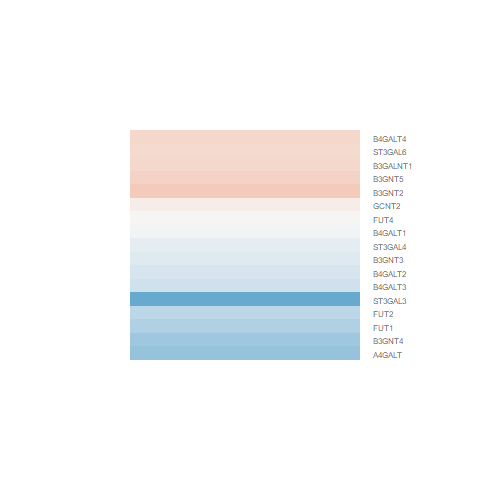 B4GALT4
ST3GAL6
B3GALNT1
B3GNT5
B3GNT2
GCNT2
FUT4
B4GALT1
ST3GAL4
B3GNT3
B4GALT2
B4GALT3
ST3GAL3
FUT2
FUT1
B3GNT4
A4GALT